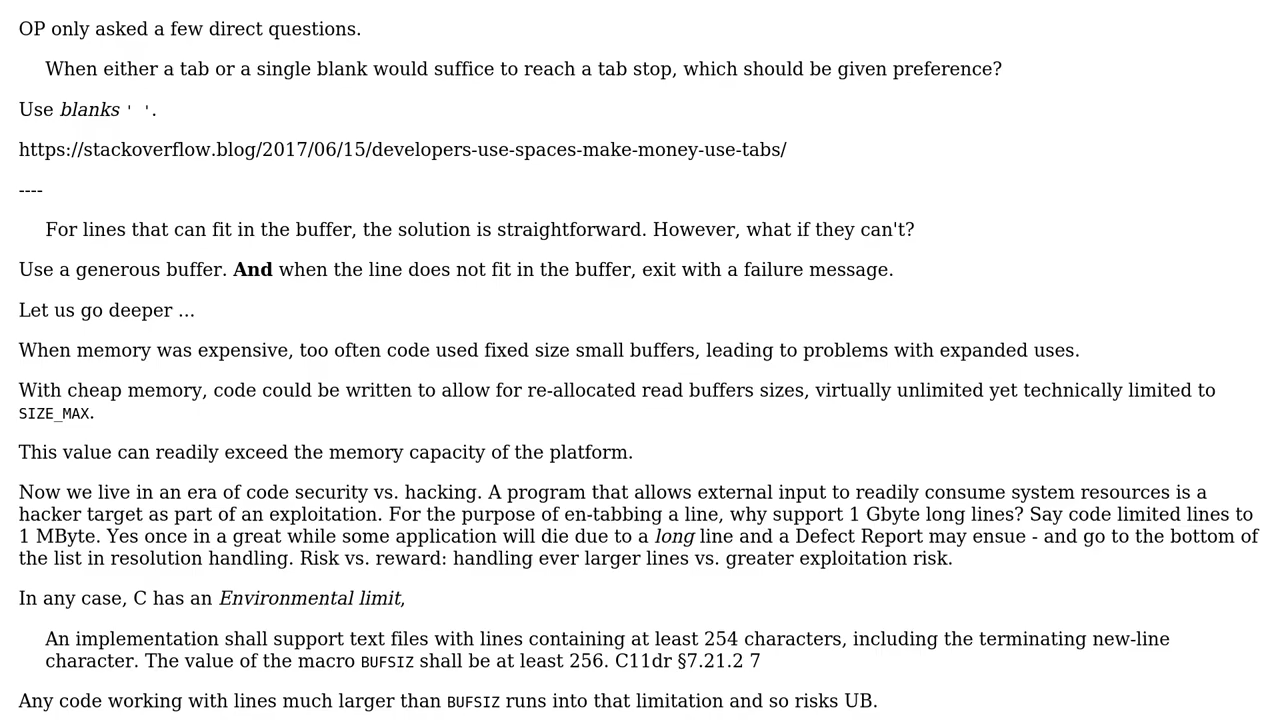 OP only asked a few direct questions.
When either a tab or a single blank would suffice to reach a tab stop, which should be given preference?
Use blanks ' '.
https://stackoverflow.blog/2017/06/15/developers-use-spaces-make-money-use-tabs/
----
For lines that can fit in the buffer, the solution is straightforward. However, what if they can't?
Use a generous buffer. And when the line does not fit in the buffer, exit with a failure message.
Let us go deeper ...
When memory was expensive, too often code used fixed size small buffers, leading to problems with expanded uses.
With cheap memory, code could be written to allow for re-allocated read buffers sizes, virtually unlimited yet technically limited to
SIZE_MAX.
This value can readily exceed the memory capacity of the platform.
Now we live in an era of code security vs. hacking. A program that allows external input to readily consume system resources is a
hacker target as part of an exploitation. For the purpose of en-tabbing a line, why support 1 Gbyte long lines? Say code limited lines to
1 MByte. Yes once in a great while some application will die due to a long line and a Defect Report may ensue - and go to the bottom of
the list in resolution handling. Risk vs. reward: handling ever larger lines vs. greater exploitation risk.
In any case, C has an Environmental limit,
An implementation shall support text files with lines containing at least 254 characters, including the terminating new-line
character. The value of the macro BUFSIZ shall be at least 256. C11dr §7.21.2 7
Any code working with lines much larger than BUFSIZ runs into that limitation and so risks UB.